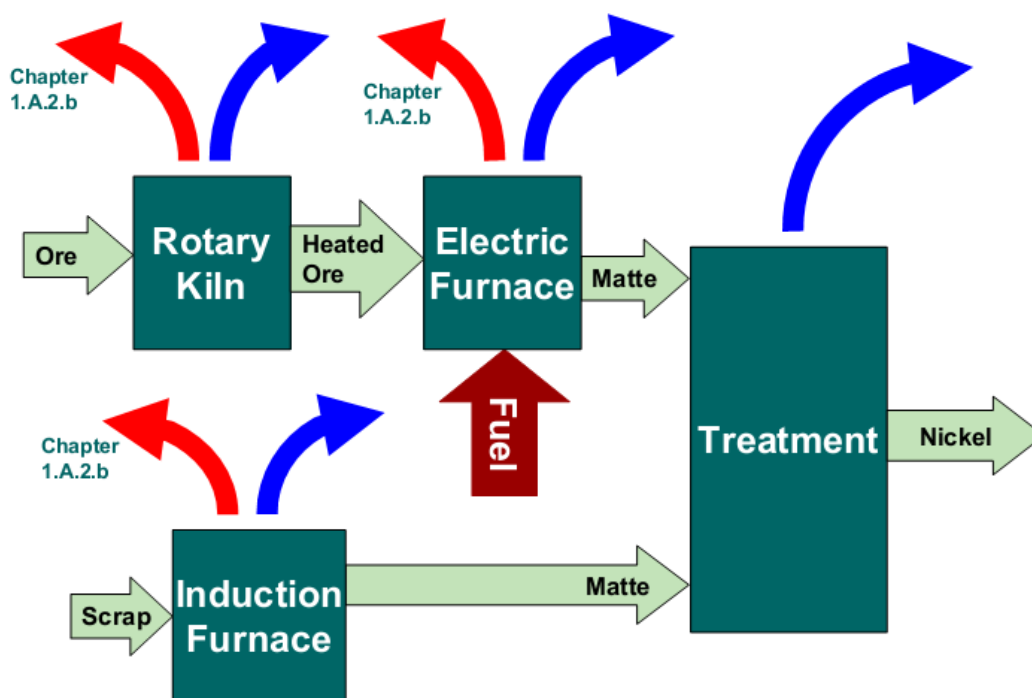 Chapter
1.A.2.b
Chapter
1.A.2.b
Ore
Rotary
Kiln
Heated
Ore
Electric
Furnace
Matte
Fuel
Treatment
Nickel
Chapter
1.A.2.b
Scrap
Induction
Furnace
Matte